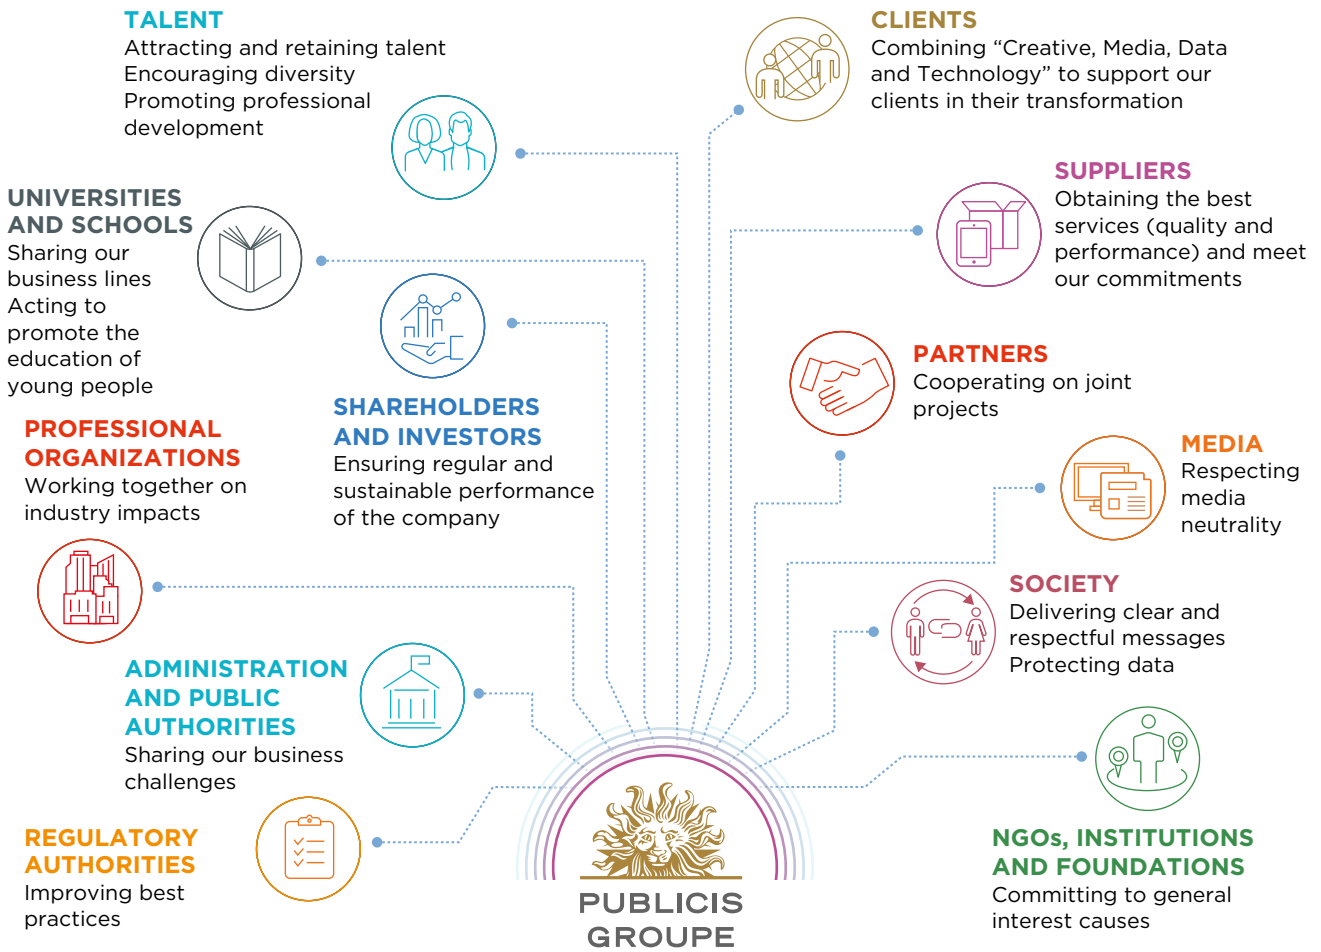 TALENT
Attracting and retaining talent
Encouraging diversity
Promoting professional
development
CLIENTS
Combining “Creative, Media, Data
and Technology” to support our
clients in their transformation
UNIVERSITIES
AND SCHOOLS
Sharing our
business lines
Acting to
promote the
education of
young people
SUPPLIERS
Obtaining the best
services (quality and
performance) and meet
our commitments
SHAREHOLDERS
AND INVESTORS
Ensuring regular and
sustainable performance
of the company
PARTNERS
Cooperating on joint
projects
PROFESSIONAL
ORGANIZATIONS
Working together on
industry impacts
MEDIA
Respecting
media
neutrality
SOCIETY
Delivering clear and
respectful messages
Protecting data
ADMINISTRATION
AND PUBLIC
AUTHORITIES
Sharing our business
challenges
REGULATORY
AUTHORITIES
Improving best
practices
NGOs, INSTITUTIONS
AND FOUNDATIONS
Committing to general
interest causes
PUBLICIS
GROUPE